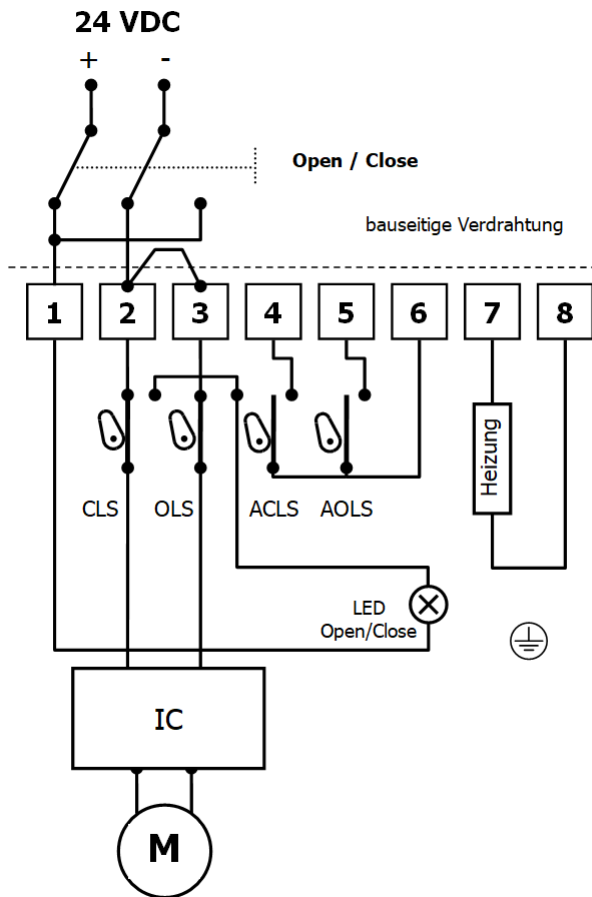 24 VDC
+ -
Open / Close
bauseitige Verdrahtung
1 2 3 4 5 6 7 8
Heizung
CLS OLS ACLS AOLS
LED
Open/Close
IC
M